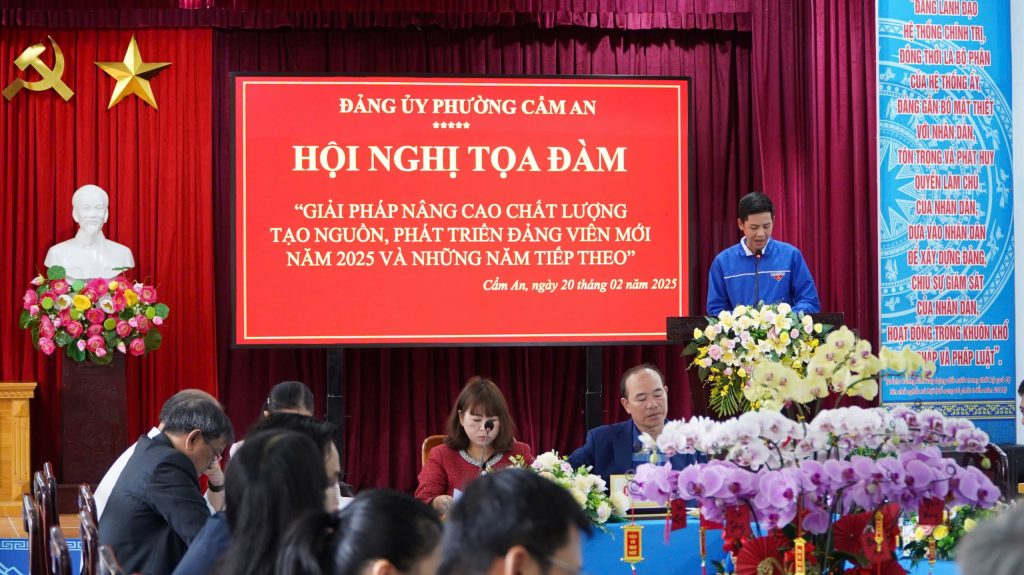 ĐẢNG ỦY PHƯỜNG CẨM AN
*****
HỘI NGHỊ TỌA ĐÀM
“GIẢI PHÁP NÂNG CAO CHẤT LƯỢNG
TẠO NGUỒN, PHÁT TRIỂN ĐẢNG VIÊN MỚI
NĂM 2025 VÀ NHỮNG NĂM TIẾP THEO”
Cẩm An, ngày 20 tháng 02 năm 2025
"ĐẢNG LÃNH ĐẠO
HỆ THỐNG CHÍNH TRỊ,
ĐỒNG THỜI LÀ BỘ PHẬN
CỦA HỆ THỐNG ẤY,
ĐẢNG GẮN BÓ MẬT THIẾT
VỚI NHÂN DÂN,
TÔN TRỌNG VÀ PHÁT HUY
QUYỀN LÀM CHỦ
CỦA NHÂN DÂN,
DỰA VÀO NHÂN DÂN
ĐỂ XÂY DỰNG ĐẢNG,
CHỊU SỰ GIÁM SÁT
CỦA NHÂN DÂN,
HOẠT ĐỘNG TRONG KHUÔN KHỔ
PHÁP VÀ PHÁP LUẬT".